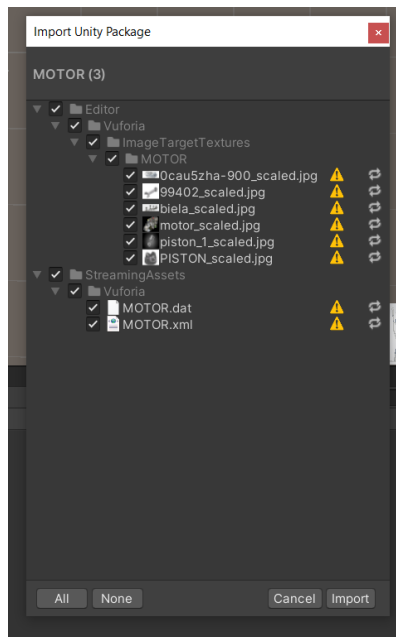 Import Unity Package
MOTOR (3)
Editor
Vuforia
ImageTargetTextures
MOTOR
0cau5zha-900_scaled.jpg
99402_scaled.jpg
biela_scaled.jpg
motor_scaled.jpg
piston_1_scaled.jpg
PISTON_scaled.jpg
StreamingAssets
Vuforia
MOTOR.dat
MOTOR.xml
All None Cancel Import